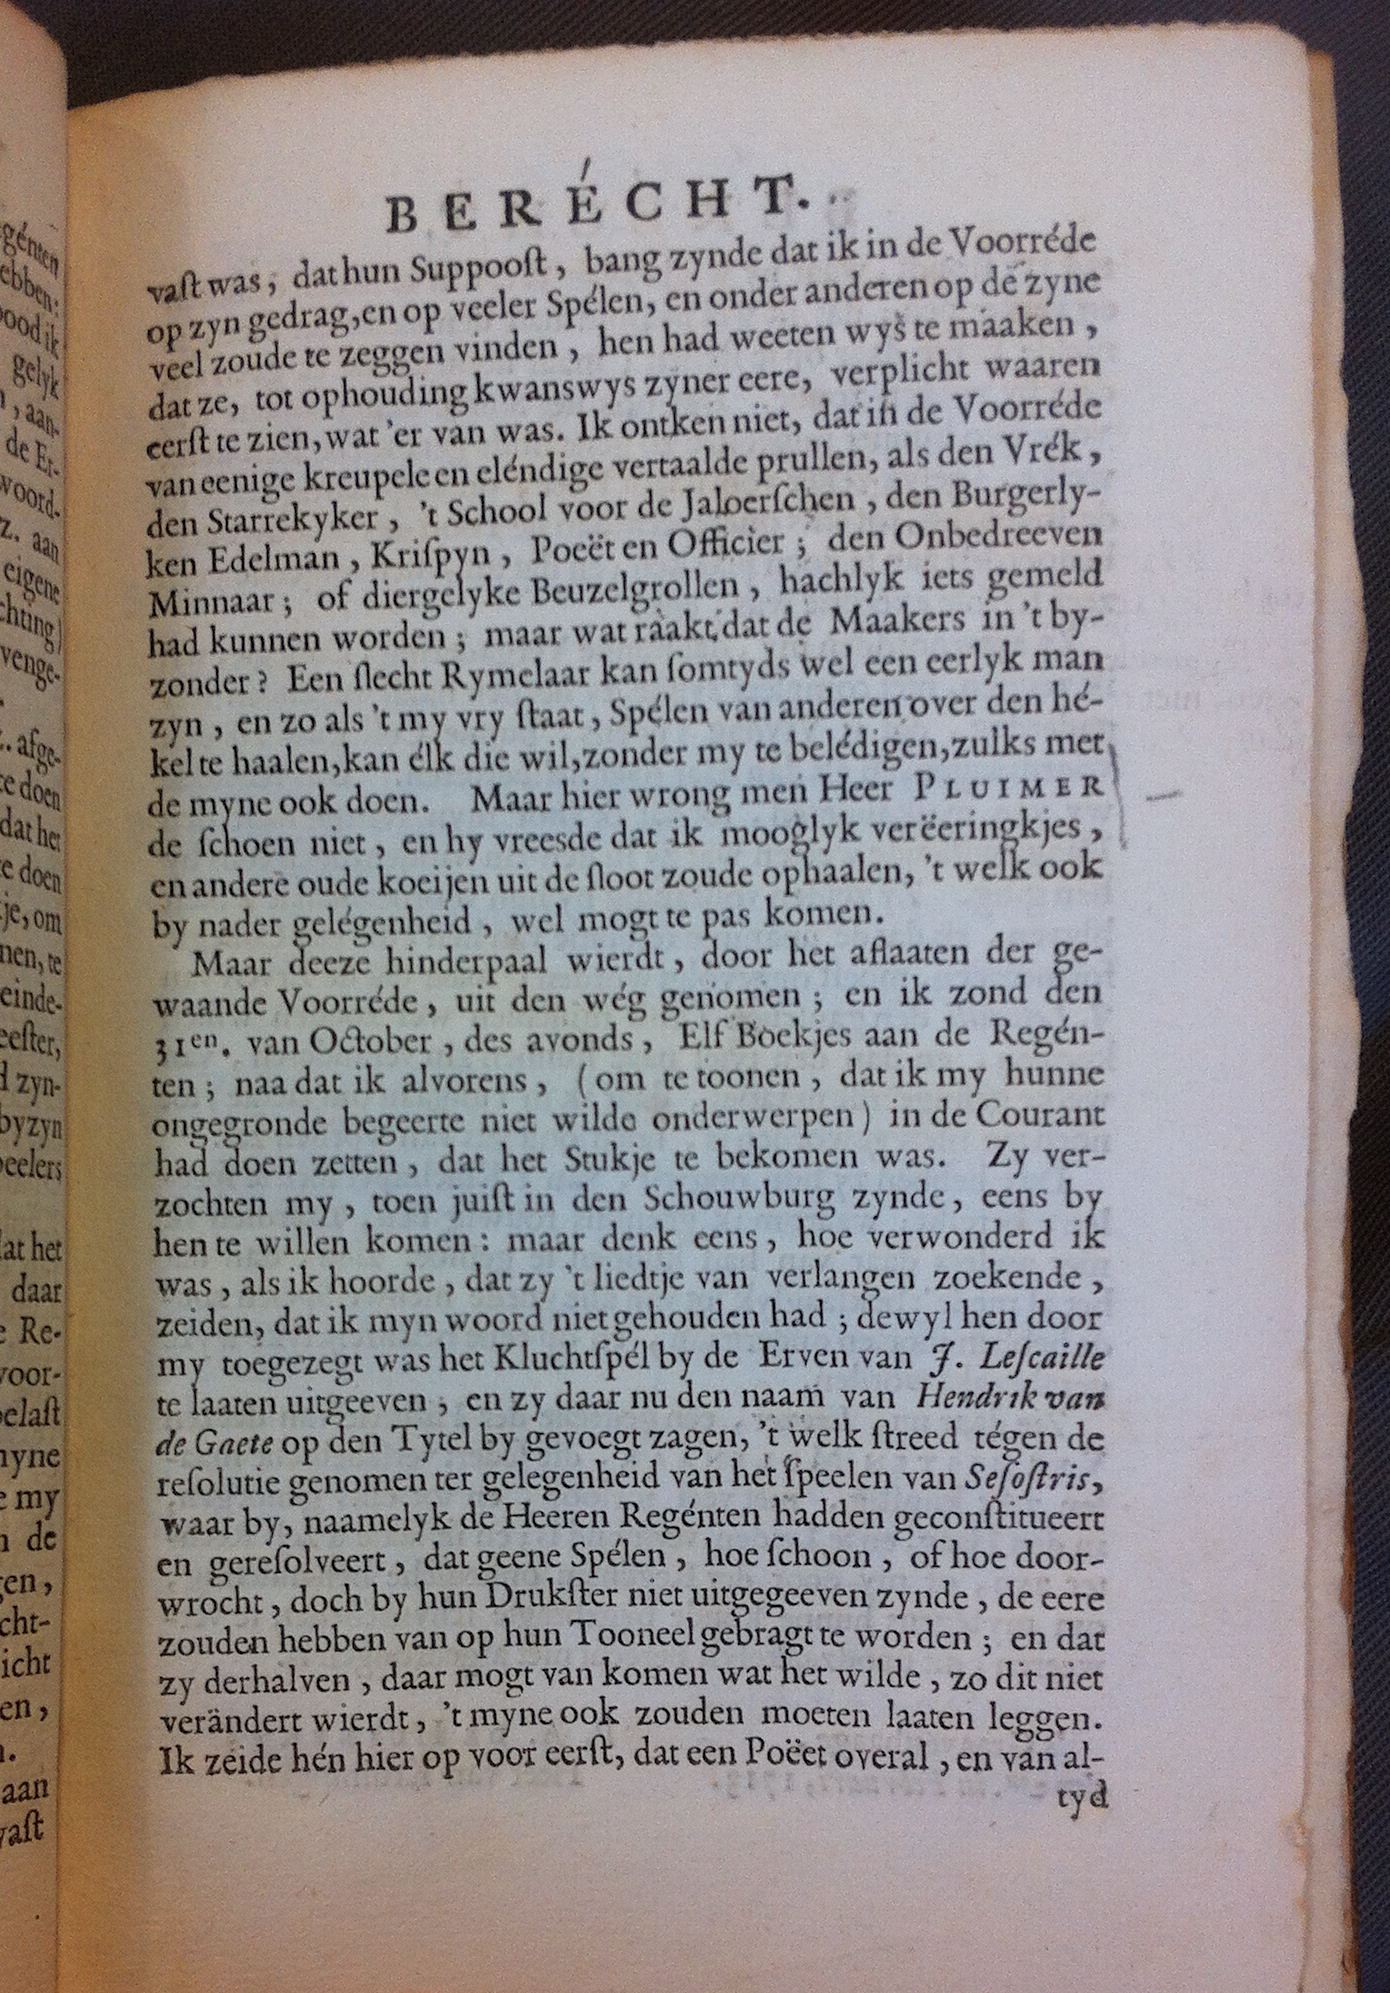 BERÉCHT.
vaſt was, dat hun Suppooſt, bang zynde dat ik in de Voorréde
op zyn gedrag, en op veeler Spélen, en onder anderen op de zyne
veel zoude te zeggen vinden, hen had weeten wys te maaken,
dat ze, tot ophouding kwanswys zyner eere, verplicht waaren
eerſt te zien, wat 'er van was. Ik ontken niet, dat in de Voorréde
van eenige kreupele en eléndige vertaalde prullen, als den Vrék,
den Starrekyker, 't School voor de Jaloerſchen, den Burgerly-
ken Edelman, Kriſpyn, Poeët en Officier; den Onbedreeven
Minnaar; of diergelyke Beuzelgrollen, hachlyk iets gemeld
had kunnen worden; maar wat raakt dat de Maakers in 't by-
zonder? Een ſlecht Rymelaar kan ſomtyds wel een eerlyk man
zyn, en zo als 't my vry ſtaat, Spélen van anderen over den hé-
kel te haalen, kan élk die wil, zonder my te belédigen, zulks met
de myne ook doen. Maar hier wrong men Heer PLUIMER
de ſchoen niet, en hy vreesde dat ik mooglyk verëeringkjes,
en andere oude koeijen uit de ſloot zoude ophaalen, 't welk ook
by nader gelégenheid, wel mogt te pas komen.
Maar deeze hinderpaal wierdt, door het aflaaten der ge-
waande Voorréde, uit den wég genomen; en ik zond den
31en. van October, des avonds, Elf Boekjes aan de Regén-
ten; naa dat ik alvorens, (om te toonen, dat ik my hunne
ongegronde begeerte niet wilde onderwerpen) in de Courant
had doen zetten, dat het Stukje te bekomen was. Zy ver-
zochten my, toen juiſt in den Schouwburg zynde, eens by
hen te willen komen: maar denk eens, hoe verwonderd ik
was, als ik hoorde, dat zy 't liedtje van verlangen zoekende,
zeiden, dat ik myn woord niet gehouden had; dewyl hen door
my toegezegt was het Kluchtſpél by de Erven van J. Leſcaille
te laaten uitgeeven, en zy daar nu den naam van Hendrik van
de Gaete op den Tytel by gevoegt zagen, 't welk ſtreed tégen de
reſolutie genomen ter gelegenheid van het ſpeelen van Seſoſtris,
waar by, naamelyk de Heeren Regénten hadden geconſtitueert
en gereſolveert, dat geene Spélen, hoe ſchoon, of hoe door-
wrocht, doch by hun Drukſter niet uitgegeeven zynde, de eere
zouden hebben van op hun Tooneel gebragt te worden; en dat
zy derhalven, daar mogt van komen wat het wilde, zo dit niet
verändert wierdt, 't myne ook zouden moeten laaten leggen.
Ik zeide hén hier op voor eerſt, dat een Poëet overal, en van al-
tyd